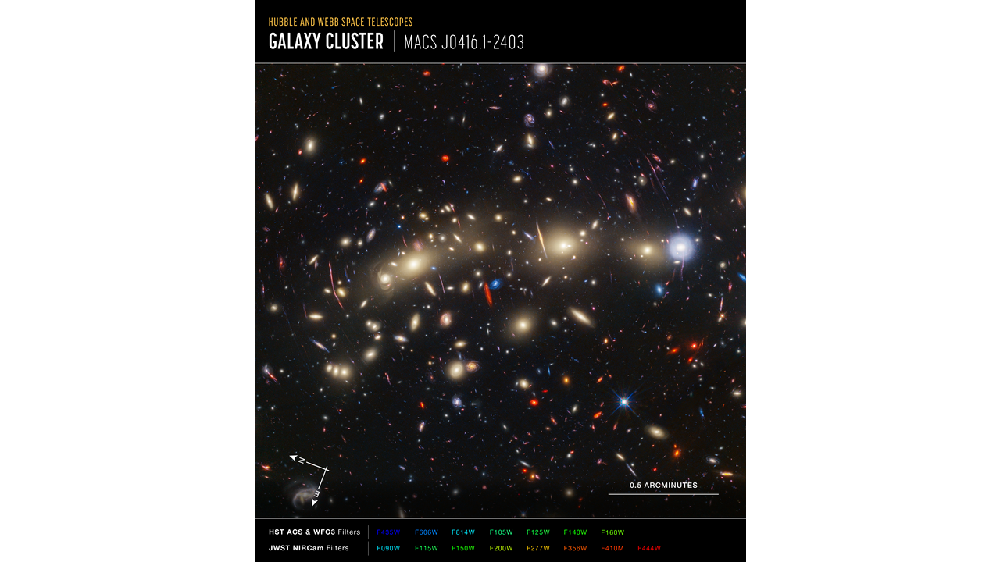 HUBBLE AND WEBB SPACE TELESCOPES
GALAXY CLUSTER | MACS J0416.1-2403
N
E
0.5 ARCMINUTES
HST ACS & WFC3 Filters F435W F606W F814W F105W F125W F140W F160W
JWST NIRCam Filters F090W F115W F150W F200W F277W F356W F410M F444W